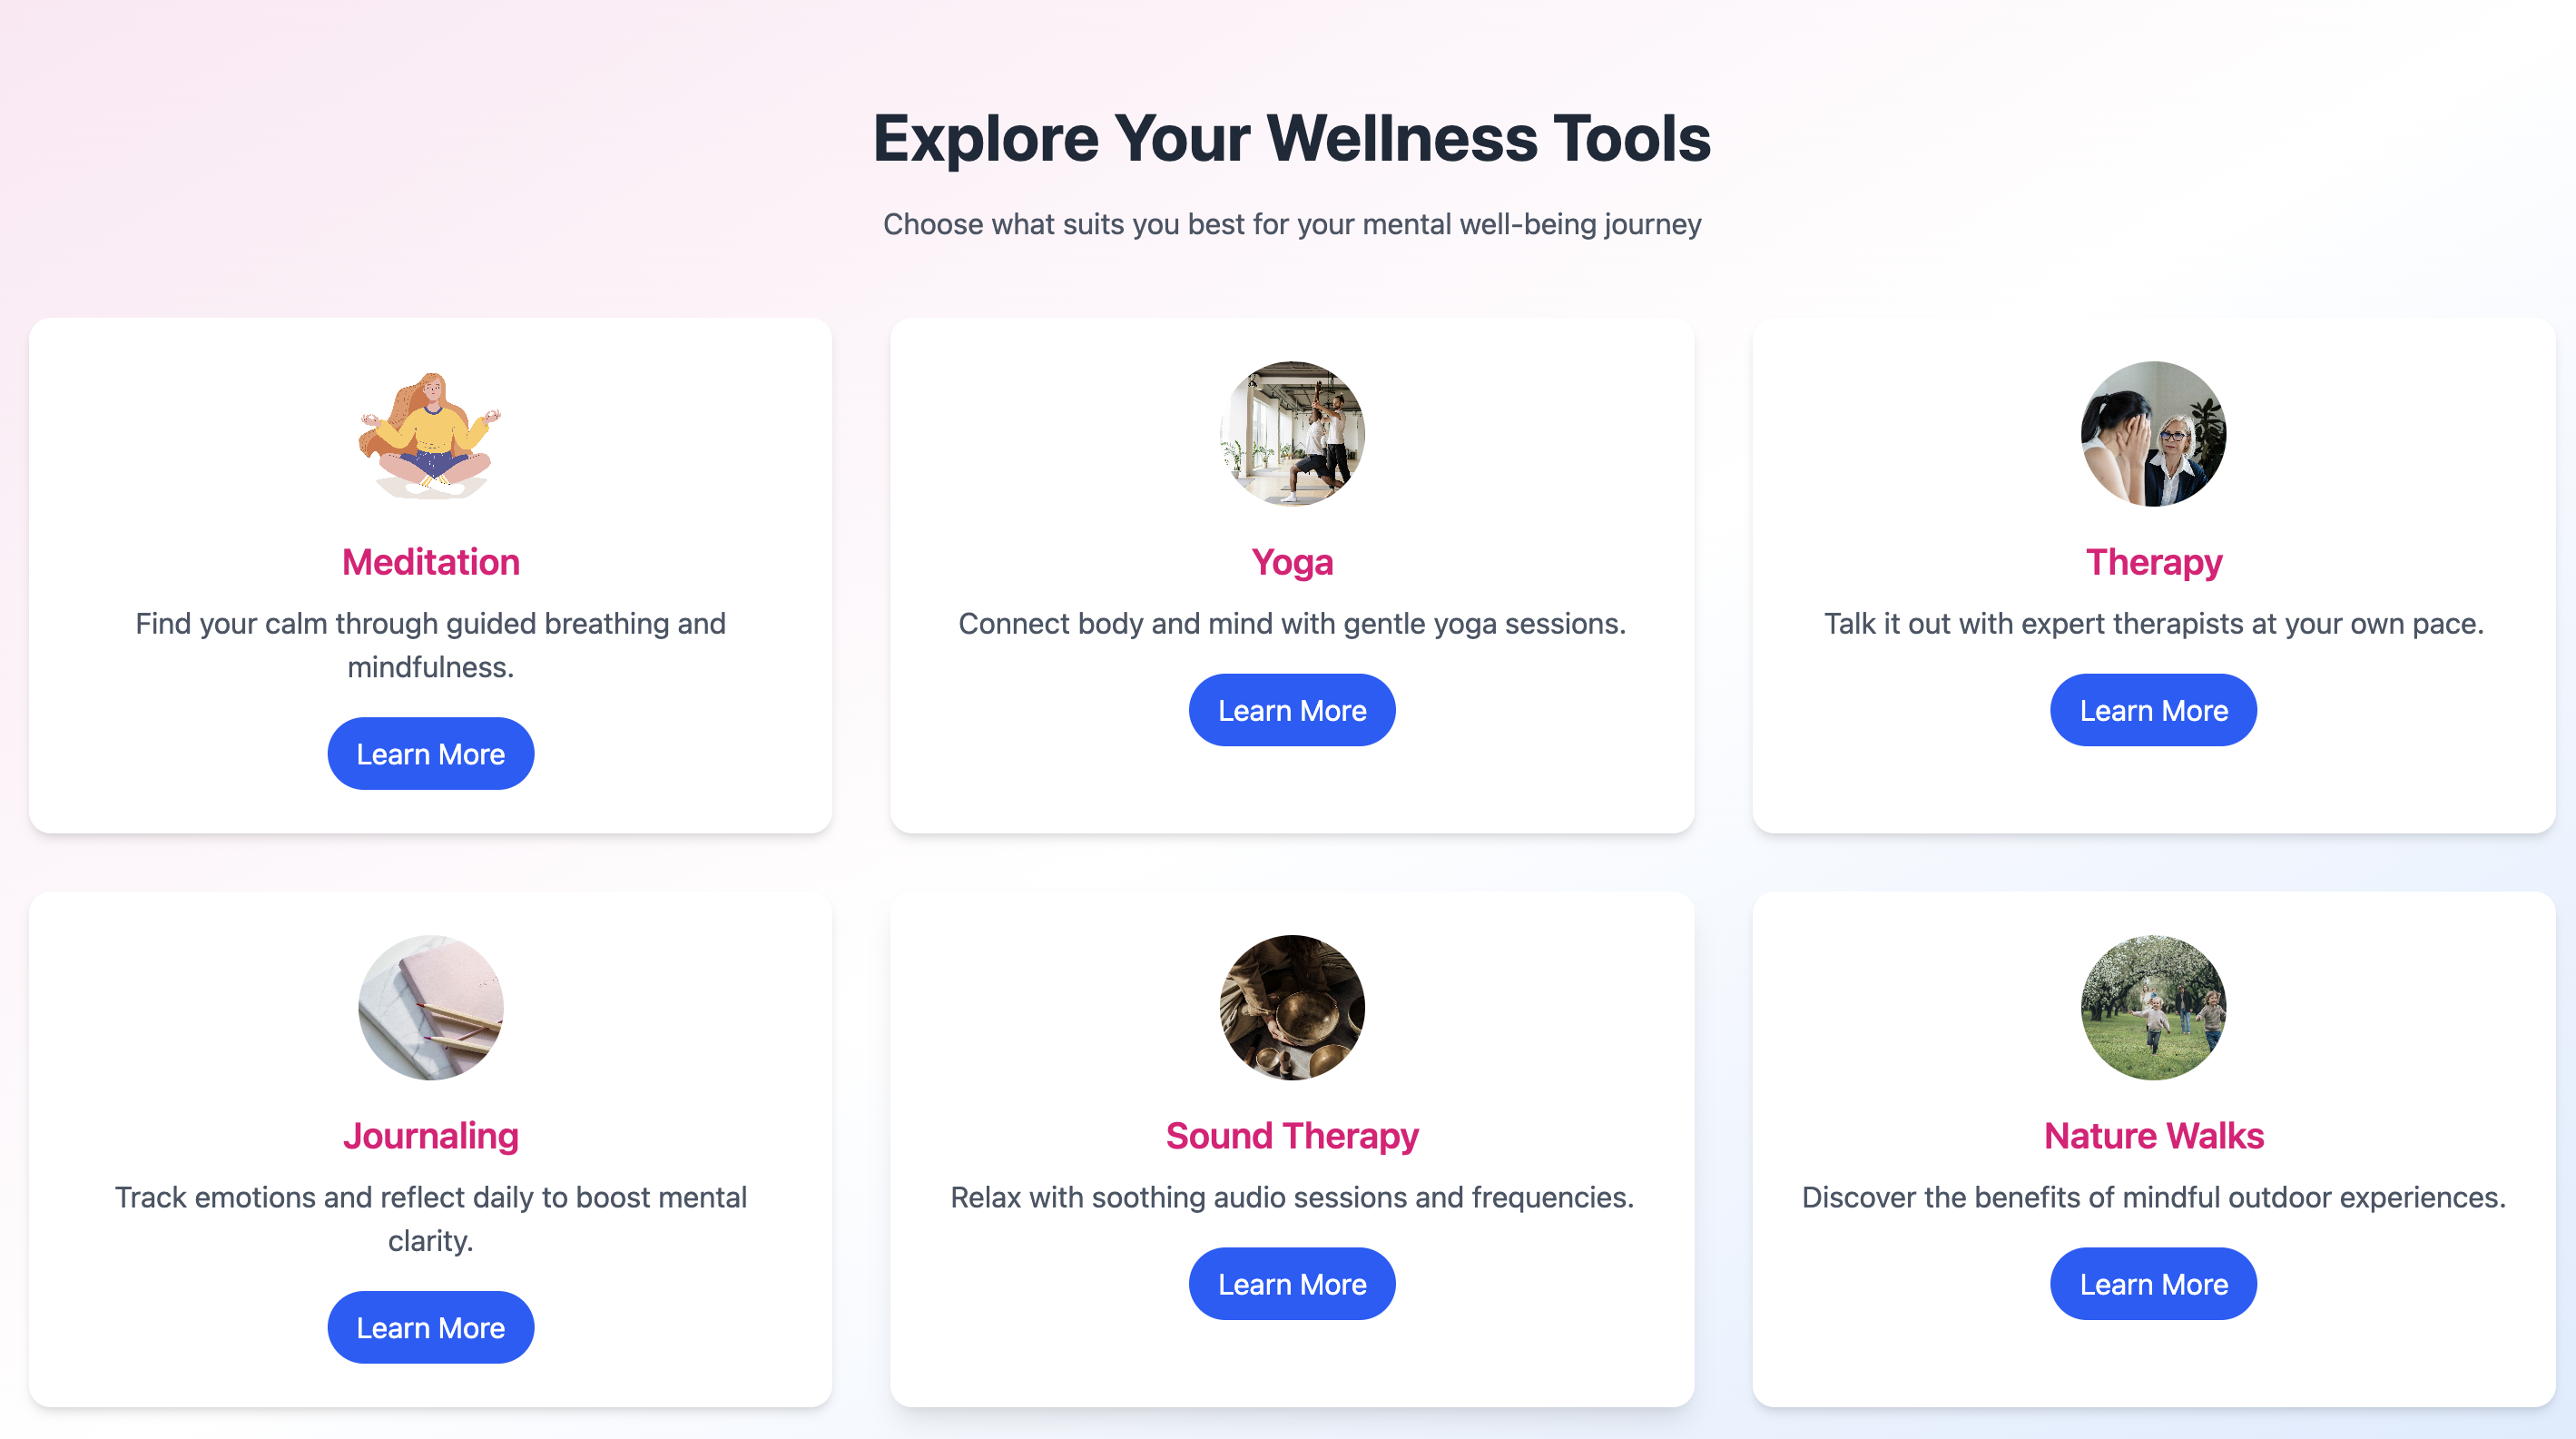 Explore Your Wellness Tools
Choose what suits you best for your mental well-being journey
Meditation
Find your calm through guided breathing and
mindfulness.
Learn More
Yoga
Connect body and mind with gentle yoga sessions.
Learn More
Therapy
Talk it out with expert therapists at your own pace.
Learn More
Journaling
Track emotions and reflect daily to boost mental
clarity.
Learn More
Sound Therapy
Relax with soothing audio sessions and frequencies.
Learn More
Nature Walks
Discover the benefits of mindful outdoor experiences.
Learn More